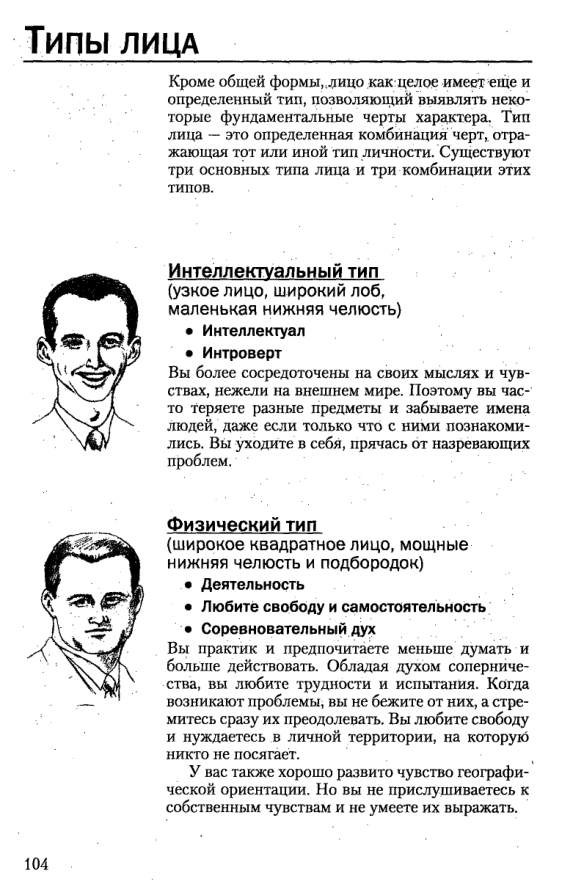 Типы лица
Кроме общей формы, лицо как целое имеет еще и
определенный тип, позволяющий выявлять неко-
торые фундаментальные черты характера. Тип
лица — это определенная комбинация черт, отра-
жающая тот или иной тип личности. Существуют
три основных типа лица и три комбинации этих
типов.
Интеллектуальный тип
(узкое лицо, широкий лоб,
маленькая нижняя челюсть)
• Интеллектуал
• Интроверт
Вы более сосредоточены на своих мыслях и чув-
ствах, нежели на внешнем мире. Поэтому вы час-
то теряете разные предметы и забываете имена
людей, даже если только что с ними познакоми-
лись. Вы уходите в себя, прячась от назревающих
проблем.
Физический тип
(широкое квадратное лицо, мощные
нижняя челюсть и подбородок)
• Деятельность
• Любите свободу и самостоятельность
• Соревновательный дух
Вы практик и предпочитаете меньше думать и
больше действовать. Обладая духом соперниче-
ства, вы любите трудности и испытания. Когда
возникают проблемы, вы не бежите от них, а стре-
митесь сразу их преодолевать. Вы любите свободу
и нуждаетесь в личной территории, на которую
никто не посягает.
У вас также хорошо развито чувство географи-
ческой ориентации. Но вы не прислушиваетесь к
собственным чувствам и не умеете их выражать.
104